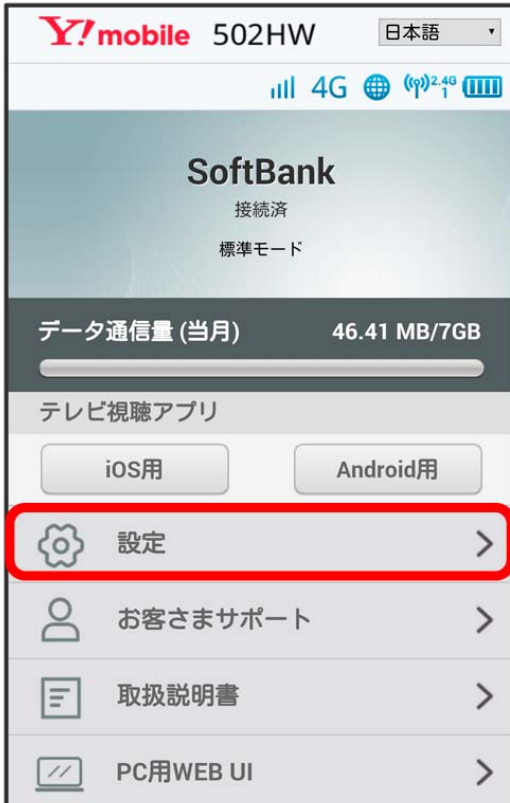 Y! mobile 502HW 日本語
4G 2.4G 1
SoftBank
接続済
標準モード
データ通信量 (当月) 46.41 MB/7GB
テレビ視聴アプリ
iOS用 Android用
設定
お客さまサポート
取扱説明書
PC用WEB UI